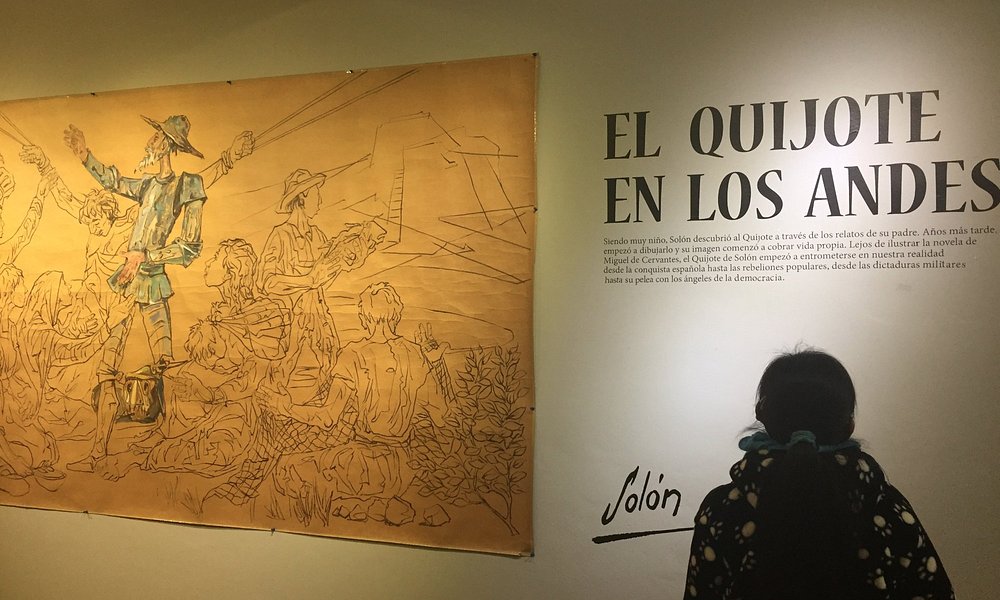 EL QUIJOTE
EN LOS ANDES
Siendo muy niño, Solón descubrió al Quijote a través de los relatos de su padre. Años más tarde,
empezó a dibujarlo y su imagen comenzó a cobrar vida propia. Lejos de ilustrar la novela de
Miguel de Cervantes, el Quijote de Solón empezó a entrometerse en nuestra realidad
desde la conquista española hasta las rebeliones populares, desde las dictaduras militares
hasta su pelea con los ángeles de la democracia.
Solón